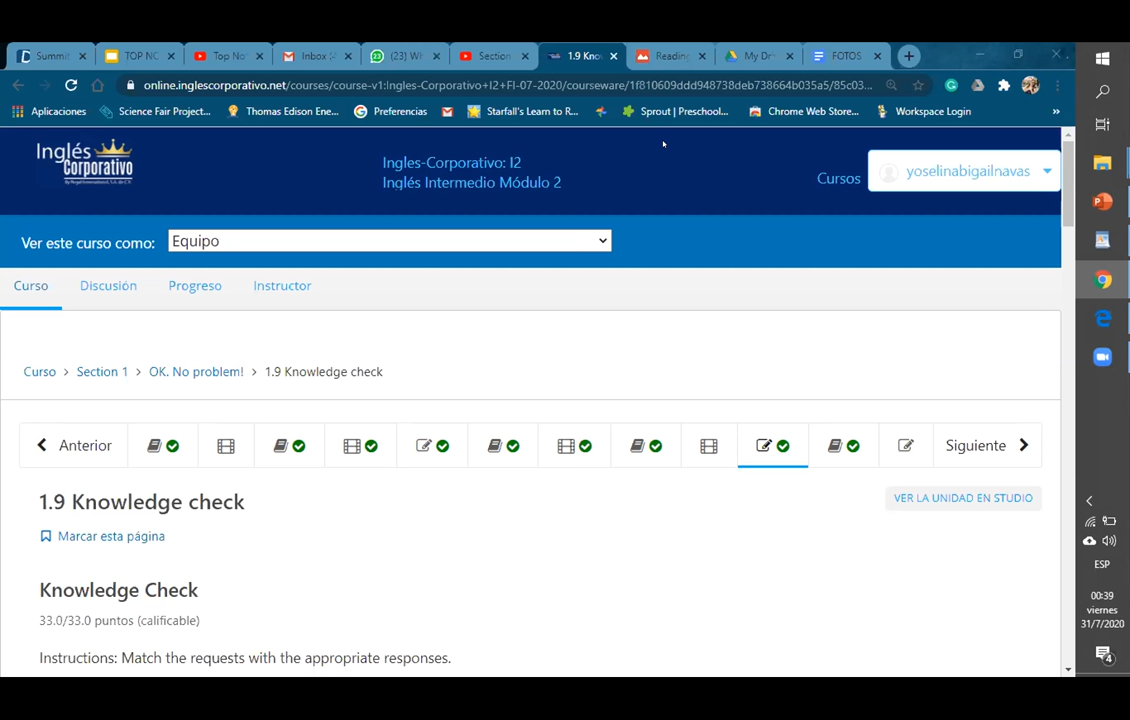 Summit
TOP NO
Top No
Inbox
(23) W
Section
1.9 Kno
Reading
My Dr
FOTOS
online.inglescorporativo.net/courses/course-v1:Ingles-Corporativo+I2+FI-07-2020/courseware/1f810609ddd948738deb738664b035a5/85c03...
Aplicaciones
Science Fair Project...
Thomas Edison Ene...
Preferencias
Starfall's Learn to R...
Sprout | Preschool...
Chrome Web Store...
Workspace Login
»
Inglés
Corporativo
Ingles-Corporativo: I2
Inglés Intermedio Módulo 2
Cursos
yoselinabigailnavas
Ver este curso como:
Equipo
Curso
Discusión
Progreso
Instructor
Curso > Section 1 > OK. No problem! > 1.9 Knowledge check
Anterior
Siguiente
1.9 Knowledge check
VER LA UNIDAD EN STUDIO
Marcar esta página
Knowledge Check
33.0/33.0 puntos (calificable)
Instructions: Match the requests with the appropriate responses.
ESP
00:39
viernes
31/7/2020
4